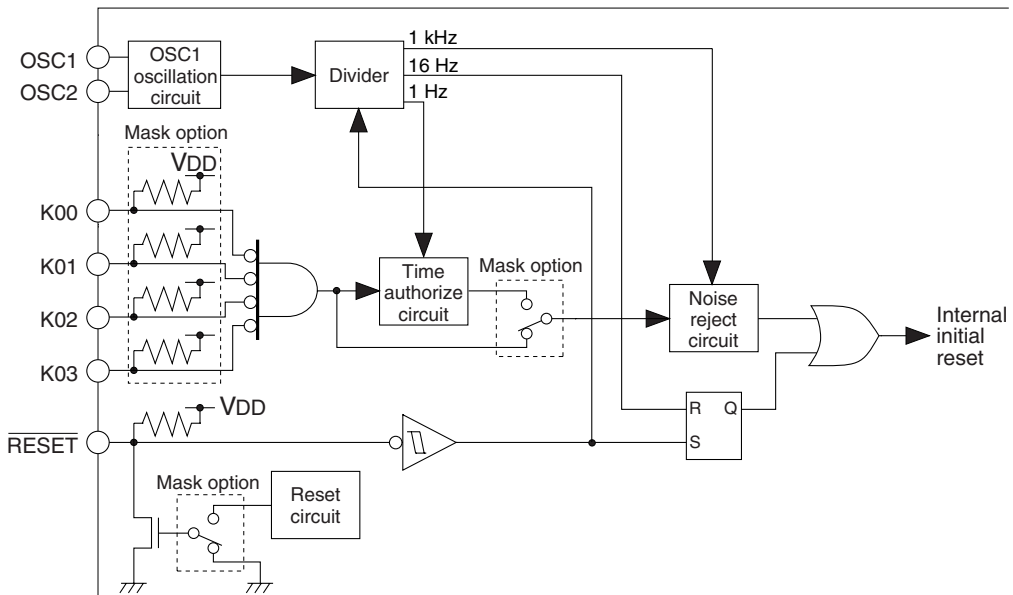 OSC1
OSC2
OSC1
oscillation
circuit
Divider
1 kHz
16 Hz
1 Hz
Mask option
VDD
K00
K01
K02
K03
Time
authorize
circuit
Mask option
Noise
reject
circuit
Internal
initial
reset
VDD
RESET
R Q
S
Mask option
Reset
circuit